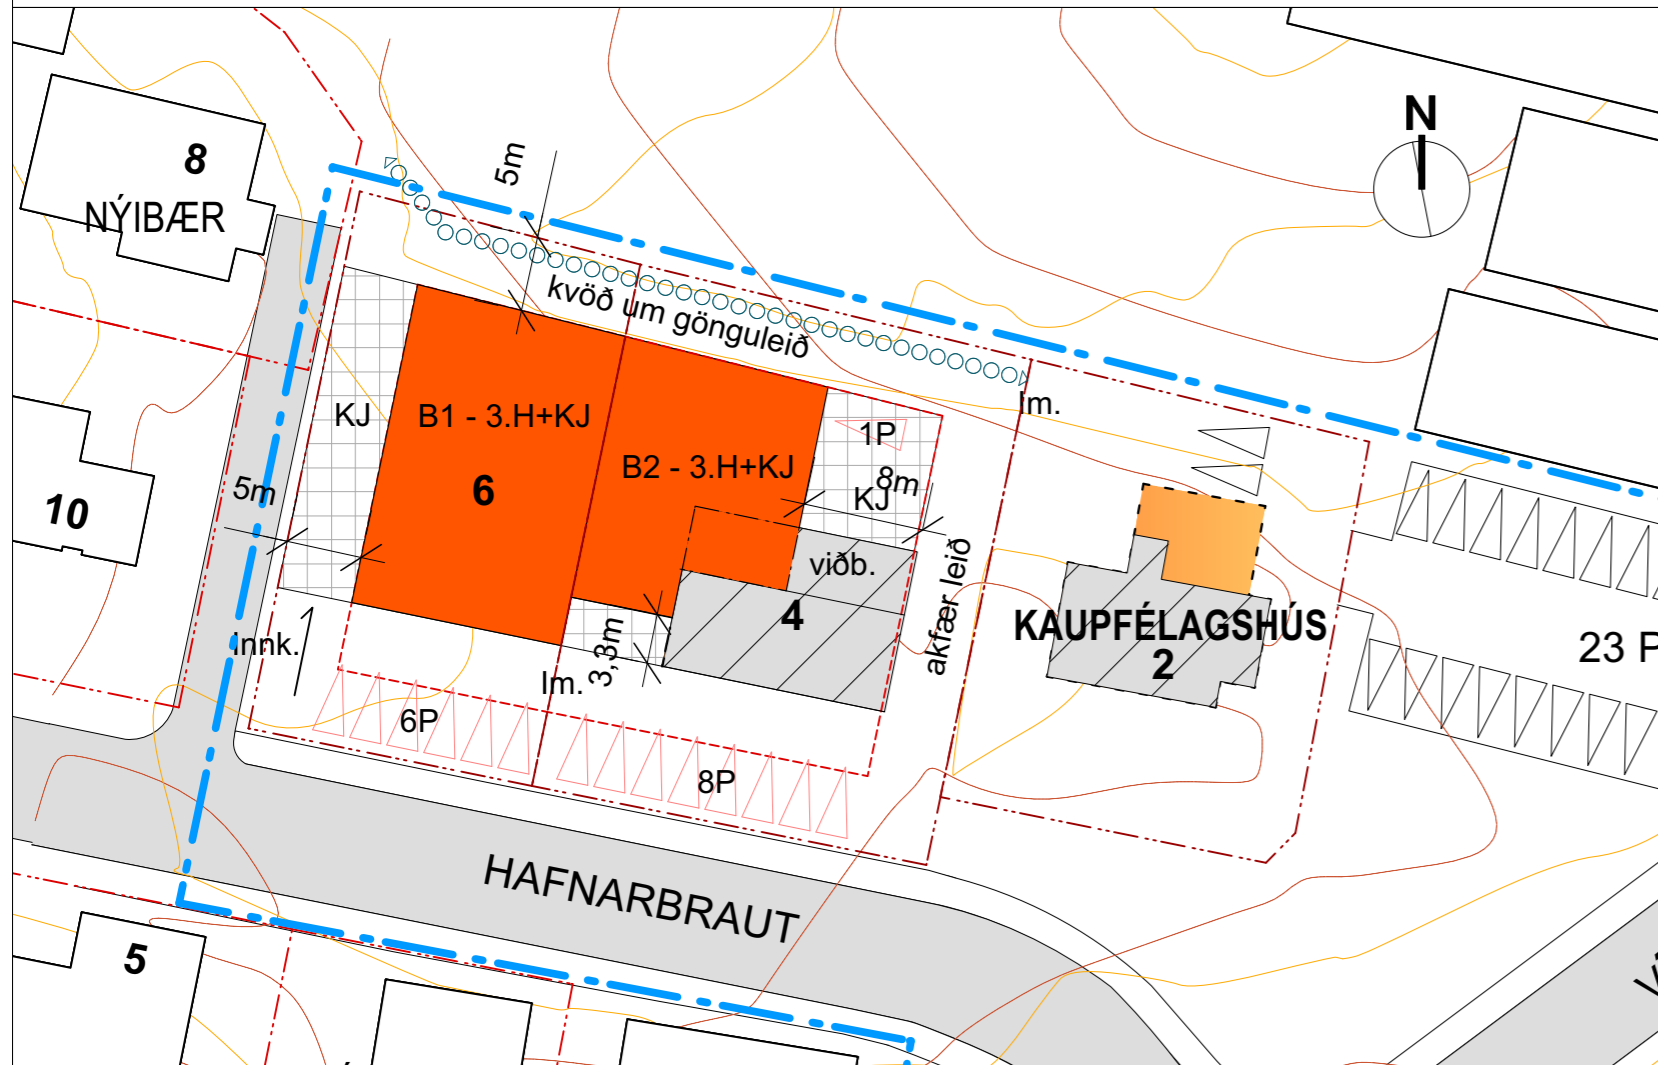 N
8
NÝIBÆR
5m
kvöð um gönguleið
KJ
B1 - 3.H+KJ
6
B2 - 3.H+KJ
1P
8m
KJ
lm.
5m
10
viðb.
4
akfær leið
KAUPFÉLAGSHÚS
2
23 P
Innk.
lm.
3,3m
6P
8P
HAFNARBRAUT
5